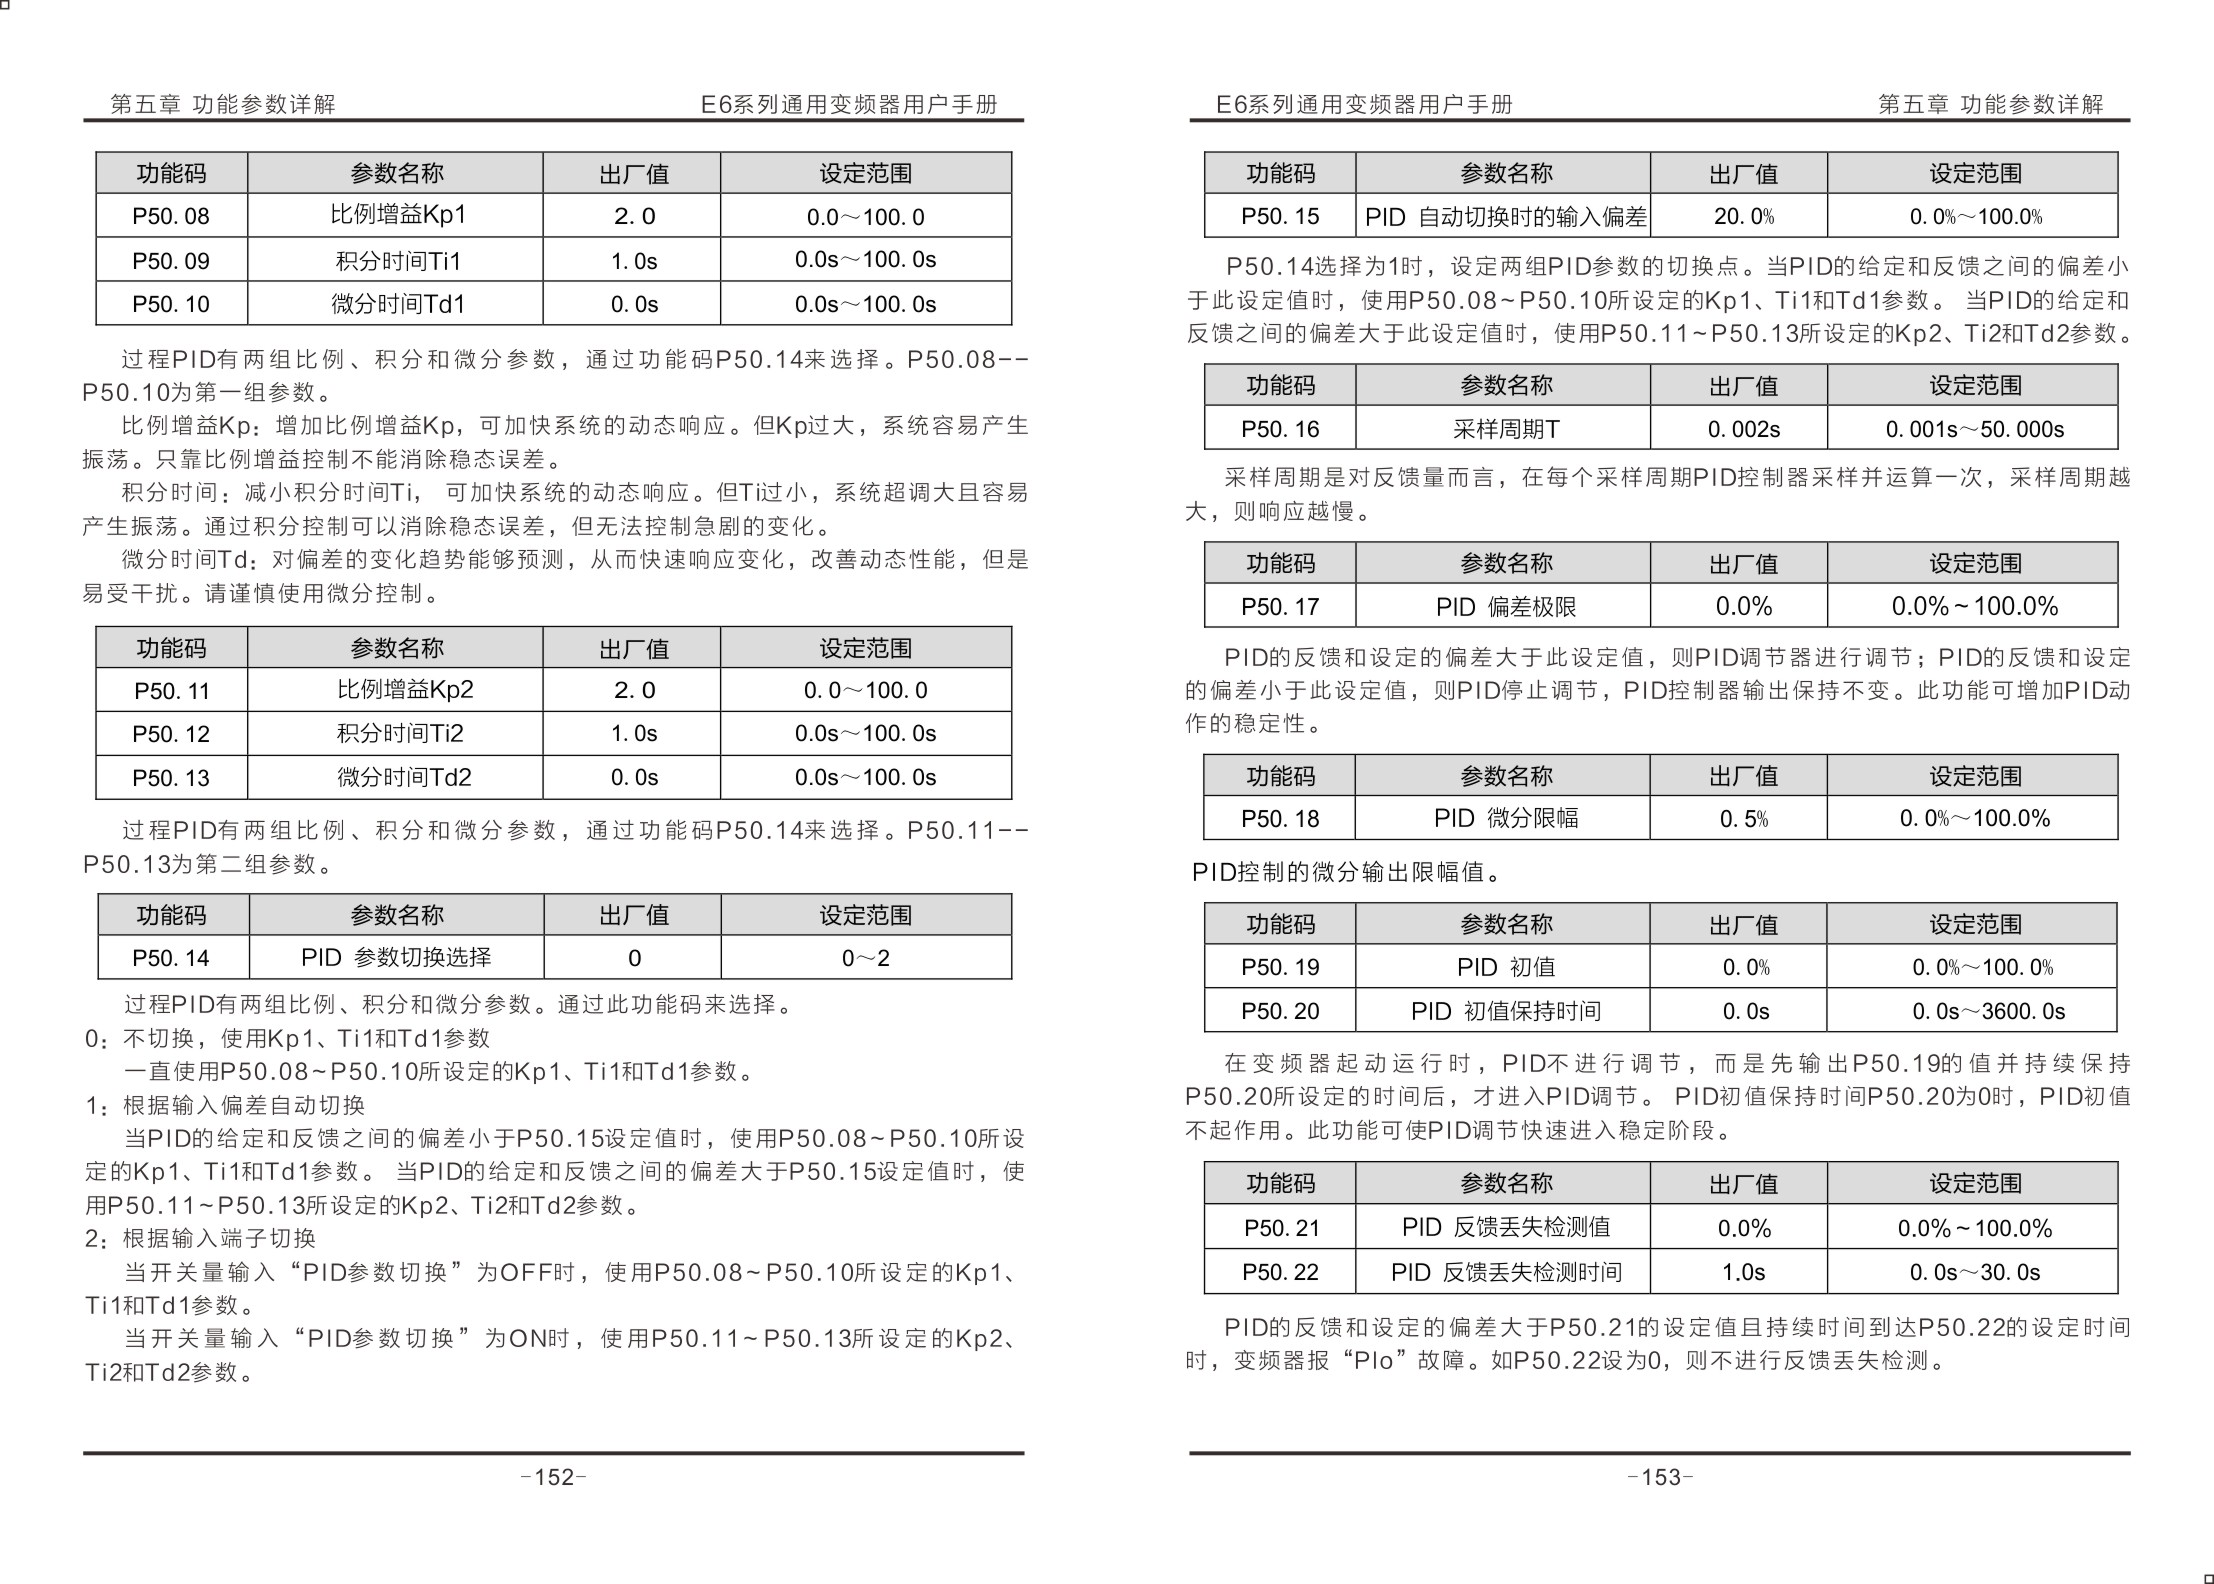 第五章 功能参数详解 E6系列通用变频器用户手册
功能码 参数名称 出厂值 设定范围
P50.08 比例增益Kp1 2.0 0.0～100.0
P50.09 积分时间Ti1 1.0s 0.0s～100.0s
P50.10 微分时间Td1 0.0s 0.0s～100.0s
过程PID有两组比例、积分和微分参数，通过功能码P50.14来选择。P50.08--
P50.10为第一组参数。
比例增益Kp：增加比例增益Kp，可加快系统的动态响应。但Kp过大，系统容易产生
振荡。只靠比例增益控制不能消除稳态误差。
积分时间：减小积分时间Ti， 可加快系统的动态响应。但Ti过小，系统超调大且容易
产生振荡。通过积分控制可以消除稳态误差，但无法控制急剧的变化。
微分时间Td：对偏差的变化趋势能够预测，从而快速响应变化，改善动态性能，但是
易受干扰。请谨慎使用微分控制。
功能码 参数名称 出厂值 设定范围
P50.11 比例增益Kp2 2.0 0.0～100.0
P50.12 积分时间Ti2 1.0s 0.0s～100.0s
P50.13 微分时间Td2 0.0s 0.0s～100.0s
过程PID有两组比例、积分和微分参数，通过功能码P50.14来选择。P50.11--
P50.13为第二组参数。
功能码 参数名称 出厂值 设定范围
P50.14 PID 参数切换选择 0 0～2
过程PID有两组比例、积分和微分参数。通过此功能码来选择。
0：不切换，使用Kp1、Ti1和Td1参数
一直使用P50.08~P50.10所设定的Kp1、Ti1和Td1参数。
1：根据输入偏差自动切换
当PID的给定和反馈之间的偏差小于P50.15设定值时，使用P50.08~P50.10所设
定的Kp1、Ti1和Td1参数。 当PID的给定和反馈之间的偏差大于P50.15设定值时，使
用P50.11~P50.13所设定的Kp2、Ti2和Td2参数。
2：根据输入端子切换
当开关量输入“PID参数切换”为OFF时，使用P50.08~P50.10所设定的Kp1、
Ti1和Td1参数。
当开关量输入“PID参数切换”为ON时，使用P50.11~P50.13所设定的Kp2、
Ti2和Td2参数。
-152-
E6系列通用变频器用户手册 第五章 功能参数详解
功能码 参数名称 出厂值 设定范围
P50.15 PID 自动切换时的输入偏差 20.0% 0.0%～100.0%
P50.14选择为1时，设定两组PID参数的切换点。当PID的给定和反馈之间的偏差小
于此设定值时，使用P50.08~P50.10所设定的Kp1、Ti1和Td1参数。 当PID的给定和
反馈之间的偏差大于此设定值时，使用P50.11~P50.13所设定的Kp2、Ti2和Td2参数。
功能码 参数名称 出厂值 设定范围
P50.16 采样周期T 0.002s 0.001s～50.000s
采样周期是对反馈量而言，在每个采样周期PID控制器采样并运算一次，采样周期越
大，则响应越慢。
功能码 参数名称 出厂值 设定范围
P50.17 PID 偏差极限 0.0% 0.0%~100.0%
PID的反馈和设定的偏差大于此设定值，则PID调节器进行调节；PID的反馈和设定
的偏差小于此设定值，则PID停止调节，PID控制器输出保持不变。此功能可增加PID动
作的稳定性。
功能码 参数名称 出厂值 设定范围
P50.18 PID 微分限幅 0.5% 0.0%～100.0%
PID控制的微分输出限幅值。
功能码 参数名称 出厂值 设定范围
P50.19 PID 初值 0.0% 0.0%～100.0%
P50.20 PID 初值保持时间 0.0s 0.0s～3600.0s
在变频器起动运行时，PID不进行调节，而是先输出P50.19的值并持续保持
P50.20所设定的时间后，才进入PID调节。 PID初值保持时间P50.20为0时，PID初值
不起作用。此功能可使PID调节快速进入稳定阶段。
功能码 参数名称 出厂值 设定范围
P50.21 PID 反馈丢失检测值 0.0% 0.0%~100.0%
P50.22 PID 反馈丢失检测时间 1.0s 0.0s～30.0s
PID的反馈和设定的偏差大于P50.21的设定值且持续时间到达P50.22的设定时间
时，变频器报“PIo”故障。如P50.22设为0，则不进行反馈丢失检测。
-153-